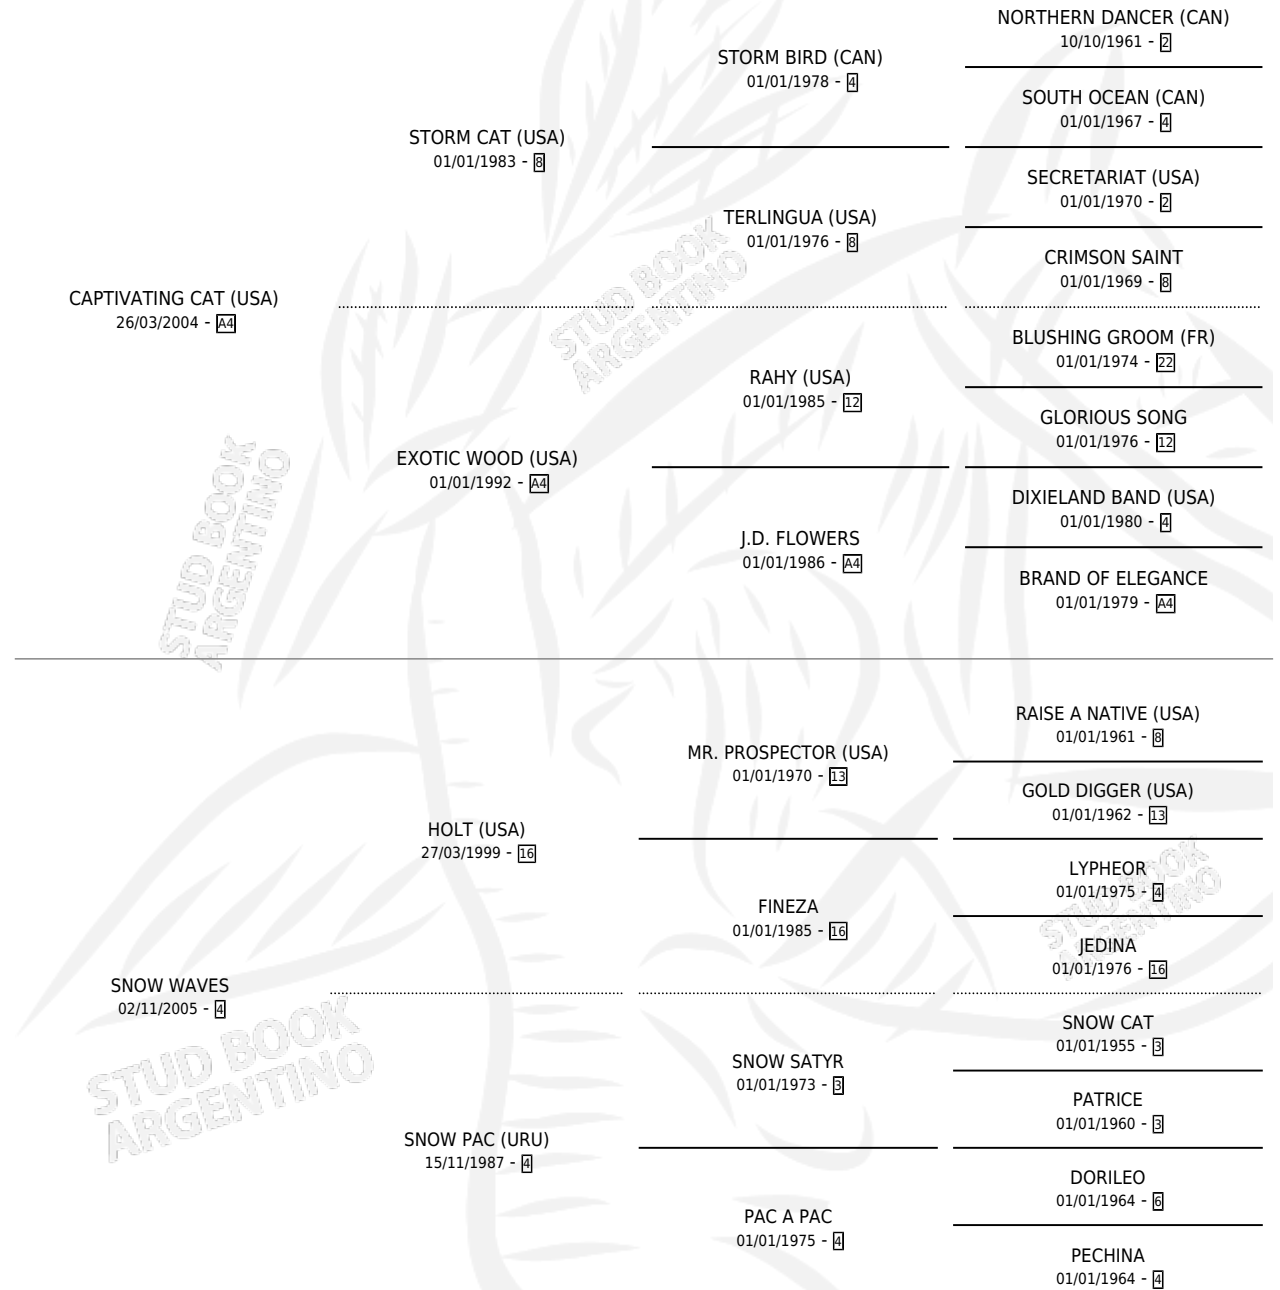 NORTHERN DANCER (CAN)
10/10/1961 - 2
STORM BIRD (CAN)
01/01/1978 - 4
SOUTH OCEAN (CAN)
01/01/1967 - 4
STORM CAT (USA)
01/01/1983 - 8
SECRETARIAT (USA)
01/01/1970 - 2
TERLINGUA (USA)
01/01/1976 - 8
CRIMSON SAINT
01/01/1969 - 8
CAPTIVATING CAT (USA)
26/03/2004 - A4
BLUSHING GROOM (FR)
01/01/1974 - 22
RAHY (USA)
01/01/1985 - 12
GLORIOUS SONG
01/01/1976 - 12
EXOTIC WOOD (USA)
01/01/1992 - A4
DIXIELAND BAND (USA)
01/01/1980 - 4
J.D. FLOWERS
01/01/1986 - A4
BRAND OF ELEGANCE
01/01/1979 - A4
RAISE A NATIVE (USA)
01/01/1961 - 8
MR. PROSPECTOR (USA)
01/01/1970 - 13
GOLD DIGGER (USA)
01/01/1962 - 13
HOLT (USA)
27/03/1999 - 16
LYPHEOR
01/01/1975 - 4
FINEZA
01/01/1985 - 16
JEDINA
01/01/1976 - 16
SNOW WAVES
02/11/2005 - 4
SNOW CAT
01/01/1955 - 3
SNOW SATYR
01/01/1973 - 3
PATRICE
01/01/1960 - 3
SNOW PAC (URU)
15/11/1987 - 4
DORILEO
01/01/1964 - 6
PAC A PAC
01/01/1975 - 4
PECHINA
01/01/1964 - 4
STUD BOOK
ARGENTINO
STUD BOOK
ARGENTINO
STUD BOOK
ARGENTINO
STUD BOOK
ARGENTINO